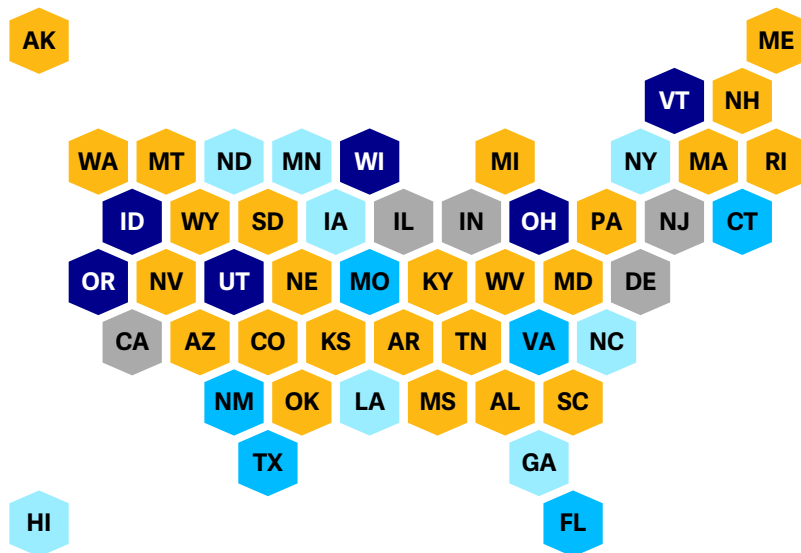 AK ME
VT NH
WA MT ND MN WI MI NY MA RI
ID WY SD IA IL IN OH PA NJ CT
OR NV UT NE MO KY WV MD DE
CA AZ CO KS AR TN VA NC
NM OK LA MS AL SC
TX GA
HI FL